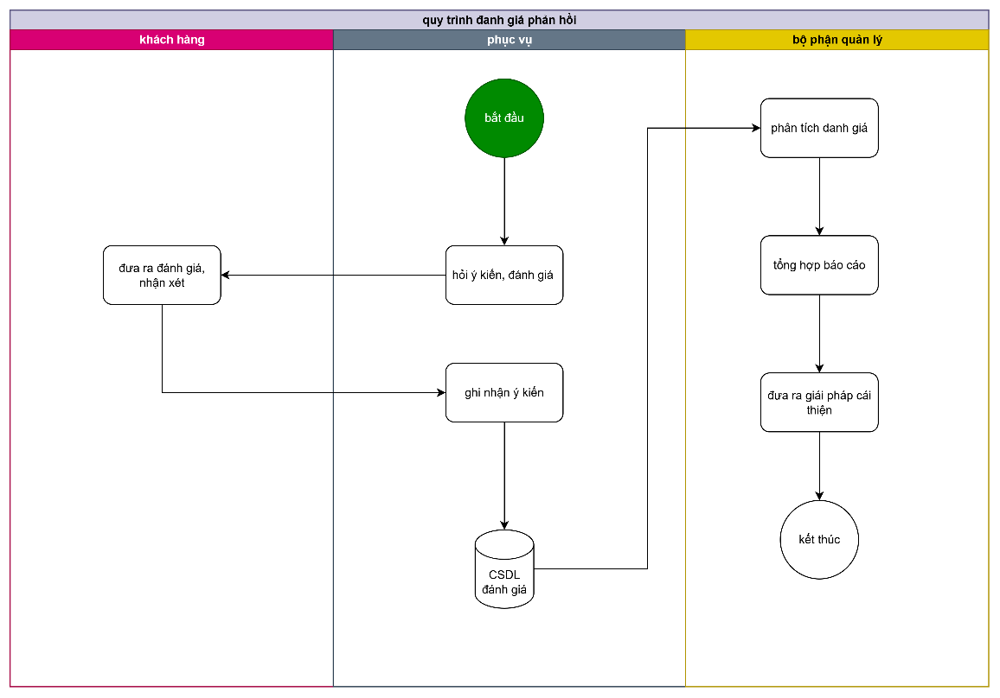 quy trình đanh giá phản hồi
khách hàng
phục vụ
bộ phận quản lý
bắt đầu
phân tích danh giá
đưa ra đánh giá,
nhận xét
hỏi ý kiến, đánh giá
tổng hợp báo cáo
ghi nhận ý kiến
đưa ra giải pháp cải
thiện
CSDL
đánh giá
kết thúc